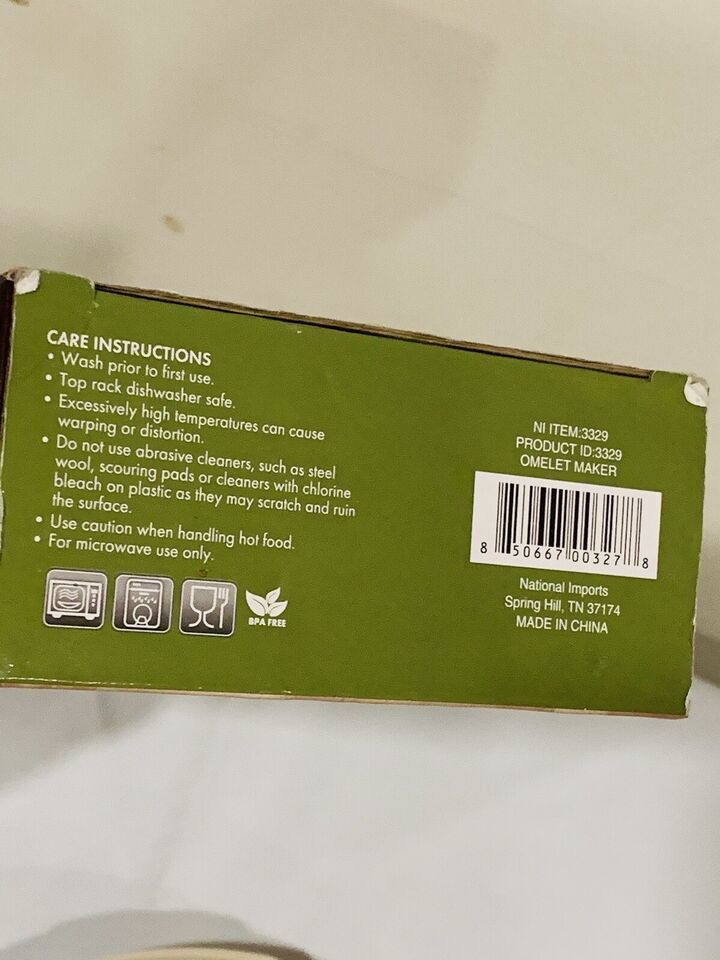 CARE INSTRUCTIONS
• Wash prior to first use.
• Top rack dishwasher safe.
• Excessively high temperatures can cause
warping or distortion.
• Do not use abrasive cleaners, such as steel
wool, scouring pads or cleaners with chlorine
bleach on plastic as they may scratch and ruin
the surface.
• Use caution when handling hot food.
• For microwave use only.
BPA FREE
NI ITEM:3329
PRODUCT ID:3329
OMELET MAKER
8 50667 00327 8
National Imports
Spring Hill, TN 37174
MADE IN CHINA